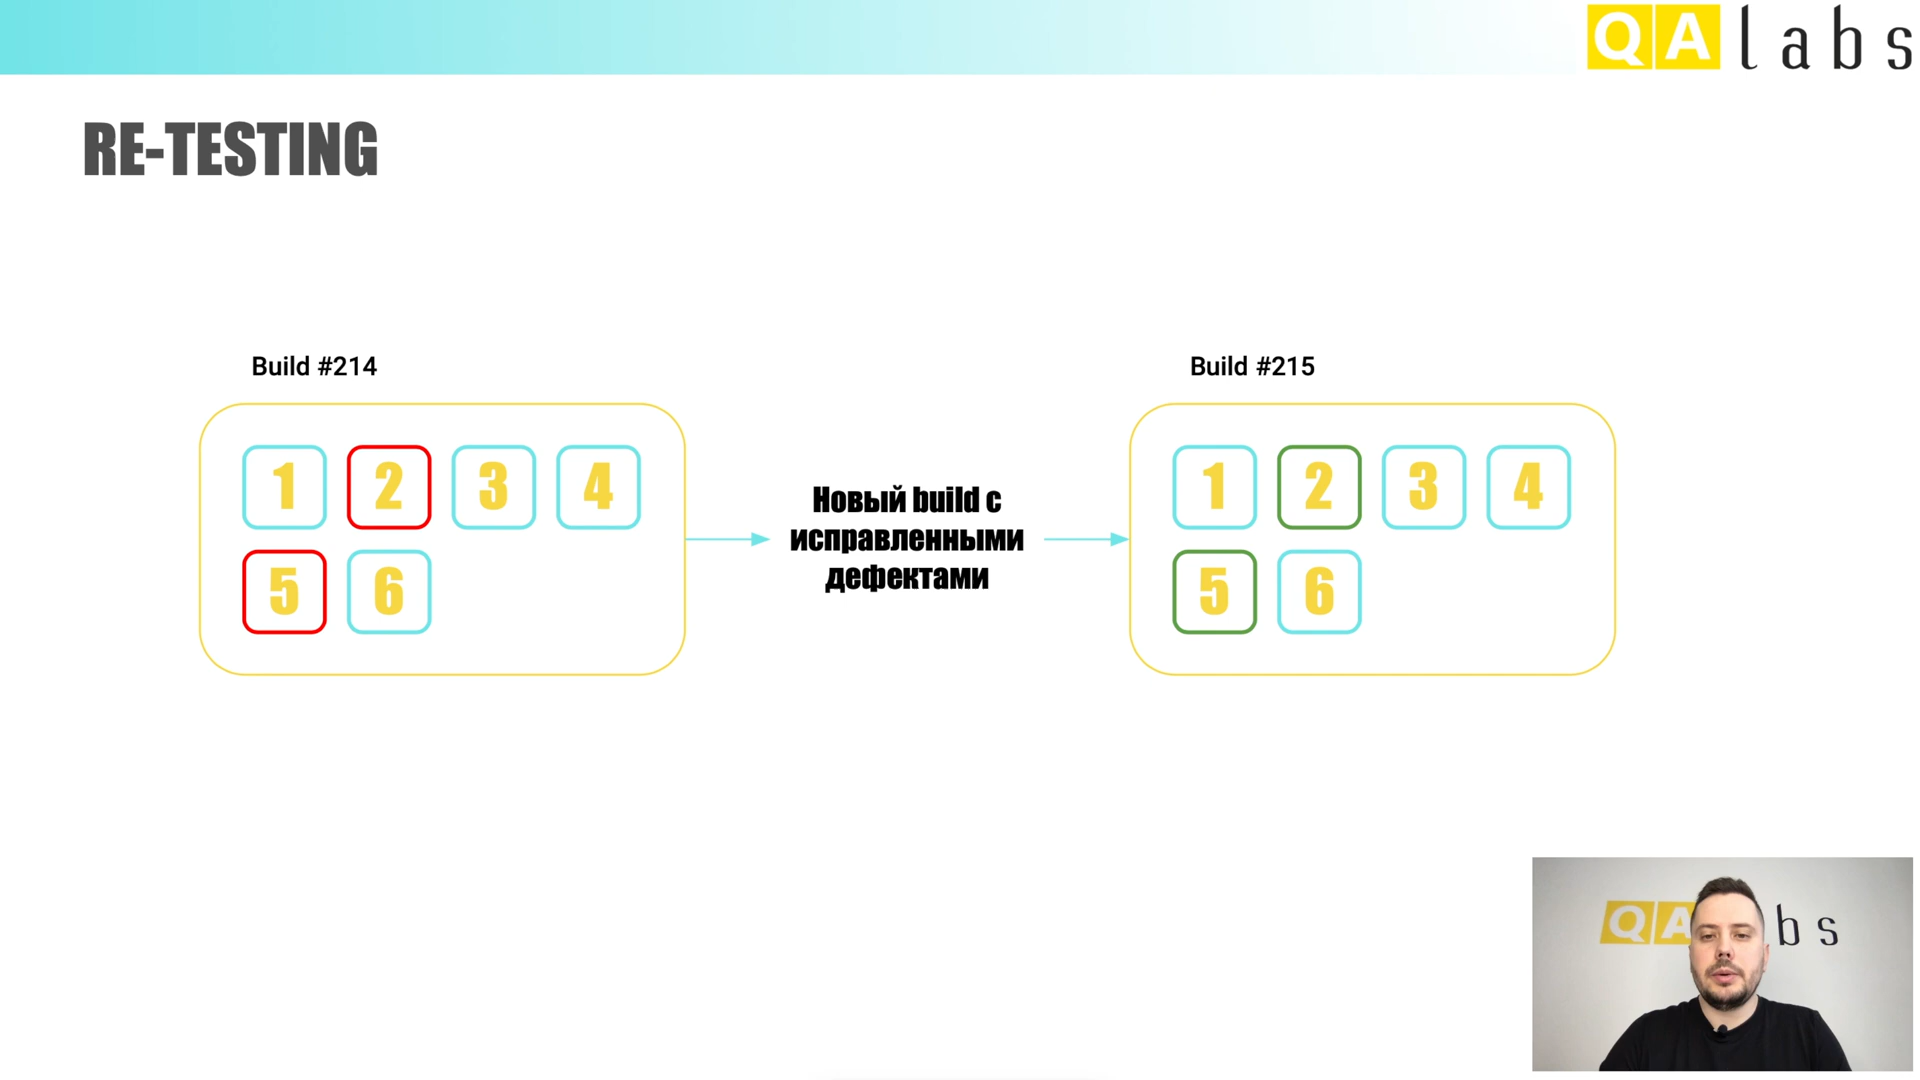 QA labs
RE-TESTING
Build #214
1 2 3 4
5 6
Новый build с
исправленными
дефектами
Build #215
1 2 3 4
5 6
QA bs